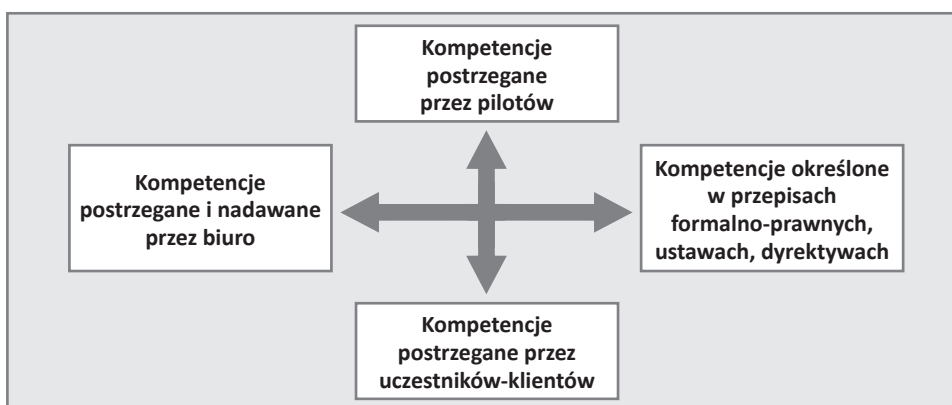 Kompetencje
postrzegane
przez pilotów
Kompetencje
postrzegane i nadawane
przez biuro
Kompetencje określone
w przepisach
formalno-prawnych,
ustawach, dyrektywach
Kompetencje
postrzegane przez
uczestników-klientów